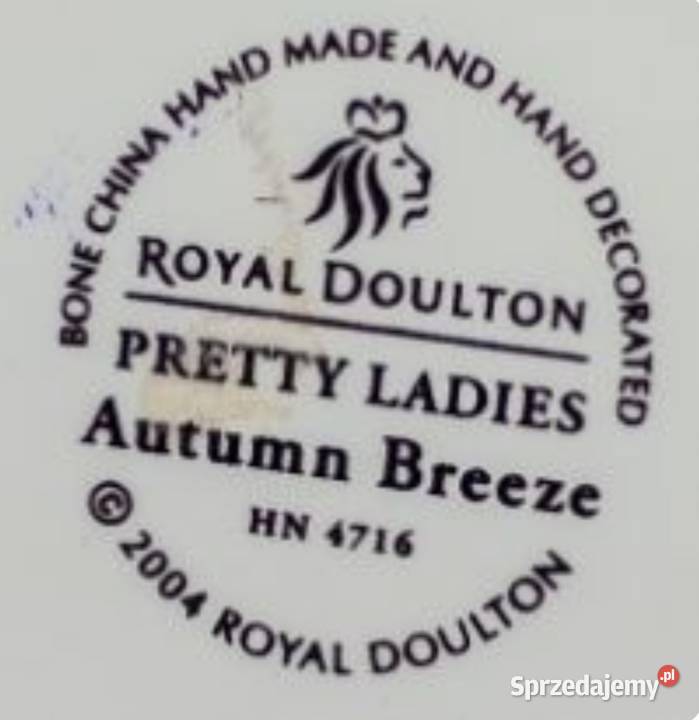 BONE CHINA HAND MADE AND HAND DECORATED
ROYAL DOULTON
PRETTY LADIES
Autumn Breeze
HN 4716
© 2004 ROYAL DOULTON
Sprzedajemy.pl